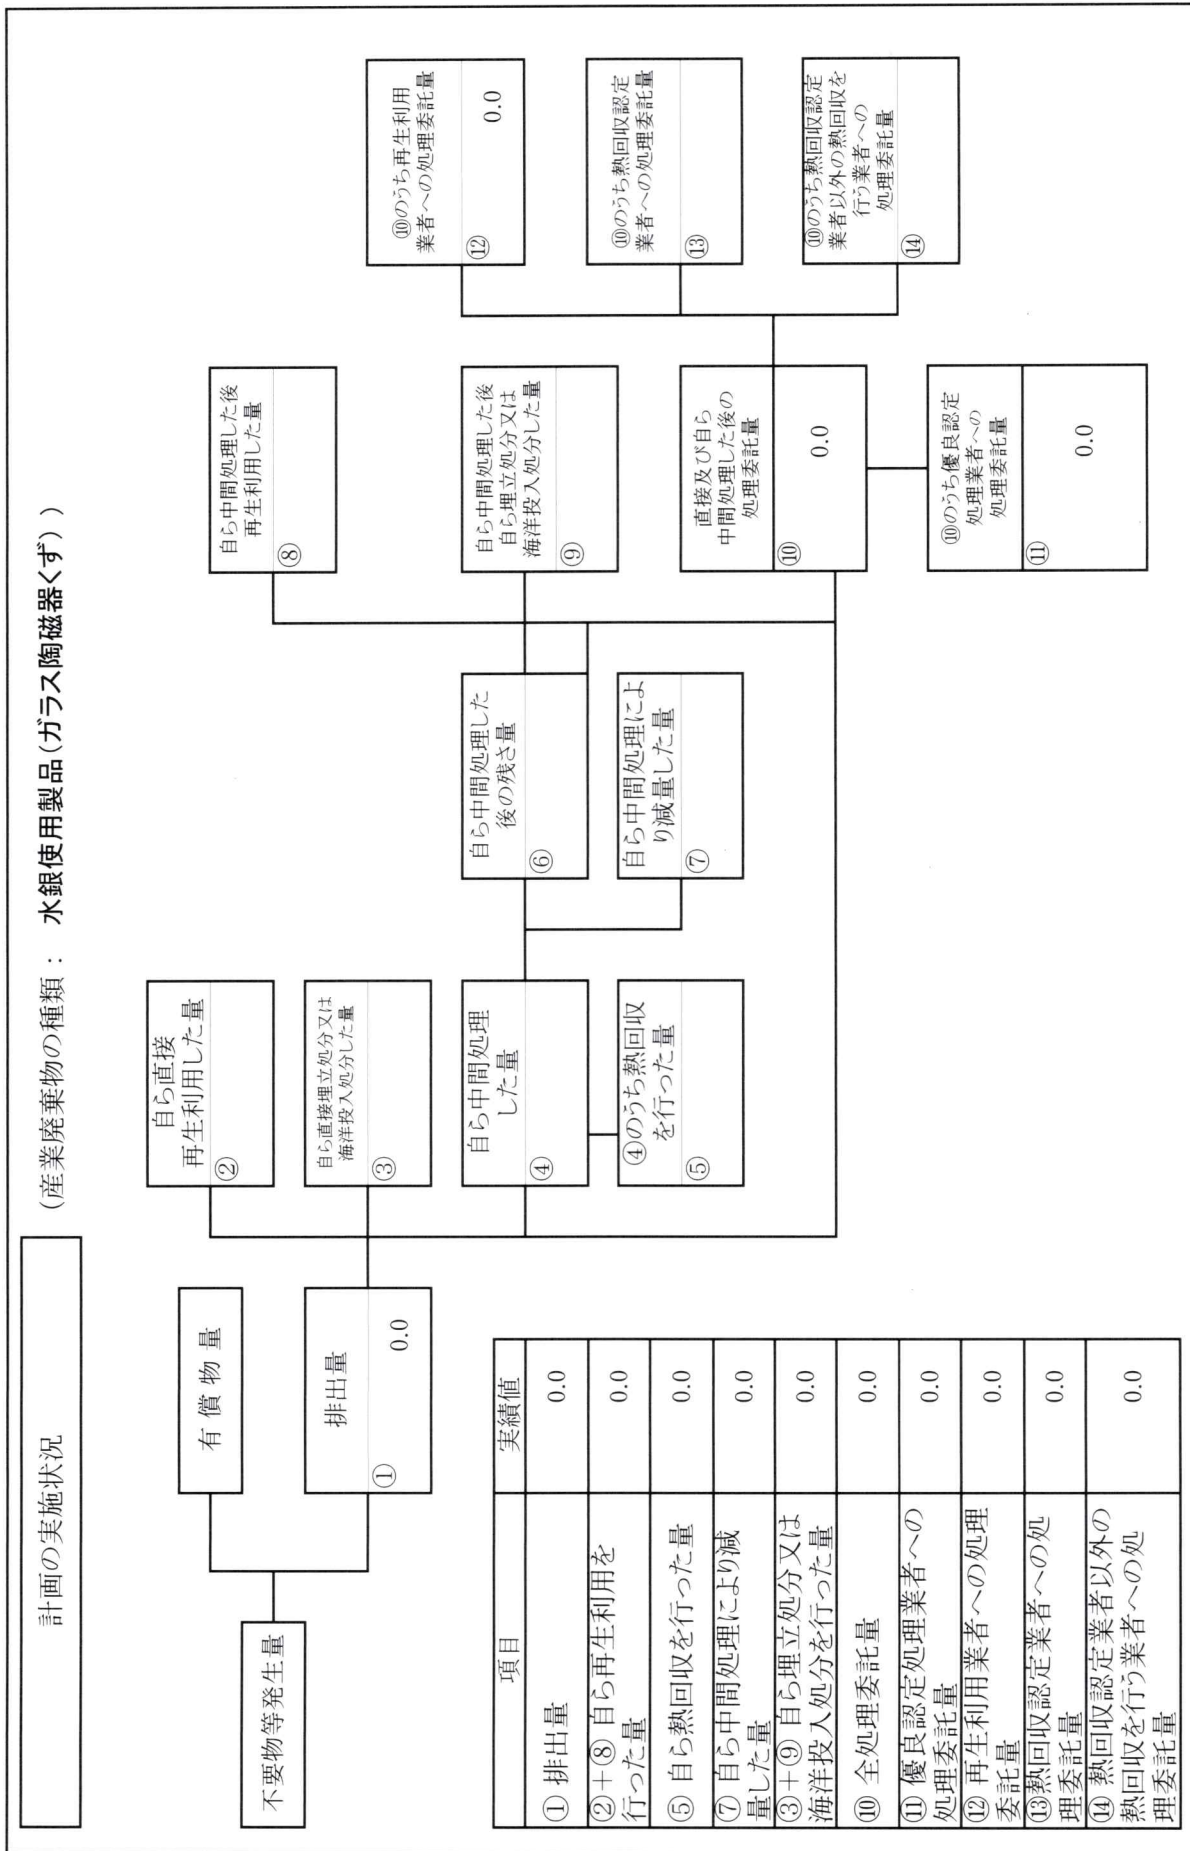 計画の実施状況
(産業廃棄物の種類： 水銀使用製品(ガラス陶磁器くず))
不要物等発生量
有償物量
排出量
①
0.0
自ら直接
再生利用した量
②
自ら直接埋立処分又は
海洋投入処分した量
③
自ら中間処理
した量
④
④のうち熱回収
を行った量
⑤
自ら中間処理した
後の残さ量
⑥
自ら中間処理によ
り減量した量
⑦
自ら中間処理した後
再生利用した量
⑧
自ら中間処理した後
自ら埋立処分又は
海洋投入処分した量
⑨
直接及び自ら
中間処理した後の
処理委託量
⑩
0.0
⑩のうち優良認定
処理業者への
処理委託量
⑪
0.0
⑩のうち再生利用
業者への処理委託量
⑫
0.0
⑩のうち熱回収認定
業者への処理委託量
⑬
⑩のうち熱回収認定
業者以外の熱回収を
行う業者への
処理委託量
⑭
項目 実績値
① 排出量 0.0
②＋⑧ 自ら再生利用を
行った量 0.0
⑤ 自ら熱回収を行った量 0.0
⑦ 自ら中間処理により減
量した量 0.0
③＋⑨ 自ら埋立処分又は
海洋投入処分を行った量 0.0
⑩ 全処理委託量 0.0
⑪ 優良認定処理業者への
処理委託量 0.0
⑫ 再生利用業者への処理
委託量 0.0
⑬熱回収認定業者への処
理委託量 0.0
⑭ 熱回収認定業者以外の
熱回収を行う業者への処
理委託量 0.0